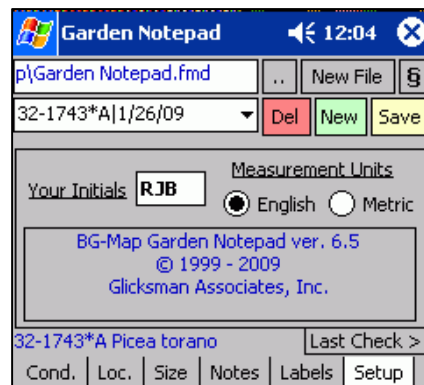 Garden Notepad 12:04
p\Garden Notepad.fmd .. New File §
32-1743*A|1/26/09 Del New Save
Measurement Units
Your Initials RJB English Metric
BG-Map Garden Notepad ver. 6.5
© 1999 - 2009
Glicksman Associates, Inc.
32-1743*A Picea torano Last Check >
Cond. Loc. Size Notes Labels Setup